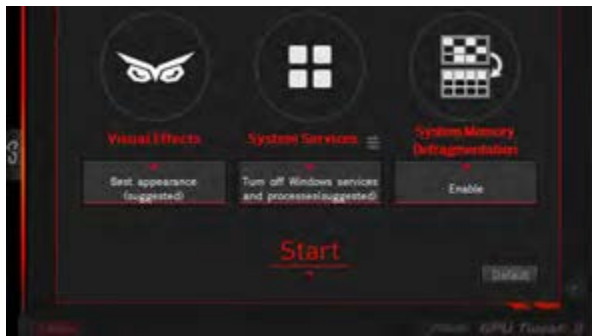 Visual Effects
System Services
System Memory
Defragmentation
Best appearance
(suggested)
Turn off Windows services
and processes(suggested)
Enable
Start
Default
GPU Tweak II